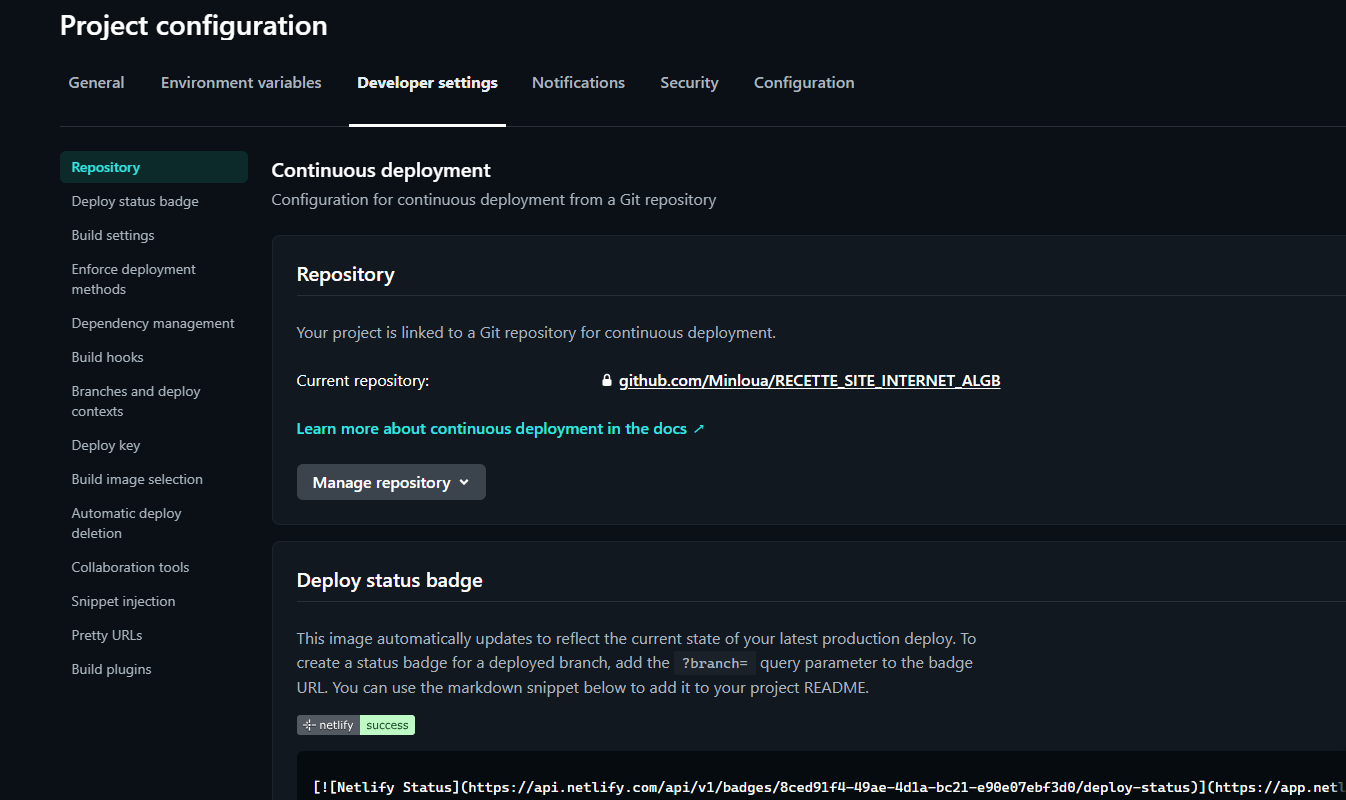 Project configuration
General Environment variables Developer settings Notifications Security Configuration
Repository
Deploy status badge
Build settings
Enforce deployment
methods
Dependency management
Build hooks
Branches and deploy
contexts
Deploy key
Build image selection
Automatic deploy
deletion
Collaboration tools
Snippet injection
Pretty URLs
Build plugins
Continuous deployment
Configuration for continuous deployment from a Git repository
Repository
Your project is linked to a Git repository for continuous deployment.
Current repository: github.com/Minloua/RECETTE_SITE_INTERNET_ALGB
Learn more about continuous deployment in the docs ↗
Manage repository
Deploy status badge
This image automatically updates to reflect the current state of your latest production deploy. To
create a status badge for a deployed branch, add the ?branch= query parameter to the badge
URL. You can use the markdown snippet below to add it to your project README.
netlify success
[![Netlify Status](https://api.netlify.com/api/v1/badges/8ced91f4-49ae-4d1a-bc21-e90e07ebf3d0/deploy-status)](https://app.netl